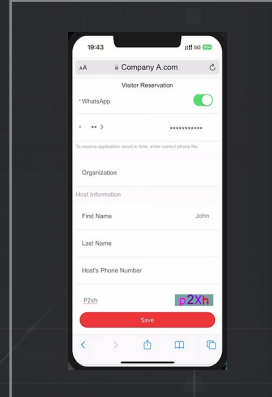 19:43 5G
AA Company A.com
Visitor Reservation
* WhatsApp
* ** > ***********
To receive application result in time, enter correct phone No.
Organization
Host Information
First Name John
Last Name
Host's Phone Number
P2xh p2Xh
Save